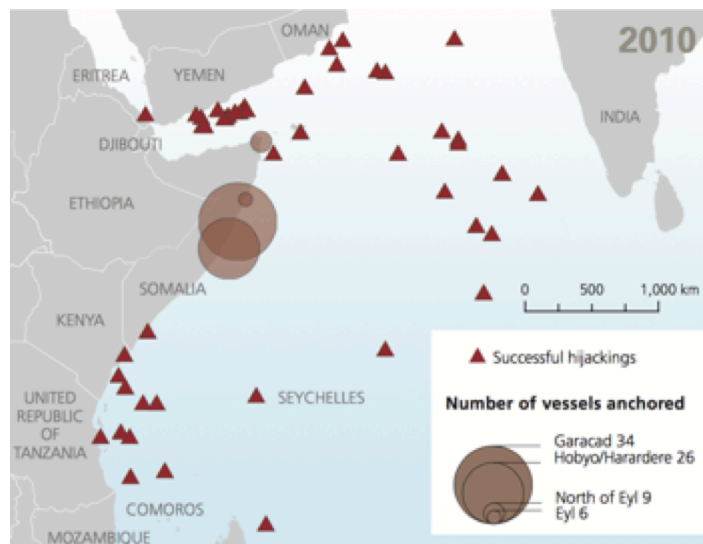 OMAN
2010
ERITREA
YEMEN
INDIA
DJIBOUTI
ETHIOPIA
SOMALIA
0 500 1,000 km
KENYA
Successful hijackings
UNITED
REPUBLIC
OF
TANZANIA
SEYCHELLES
Number of vessels anchored
Garacad 34
Hobyo/Harardere 26
North of Eyl 9
Eyl 6
COMOROS
MOZAMBIQUE